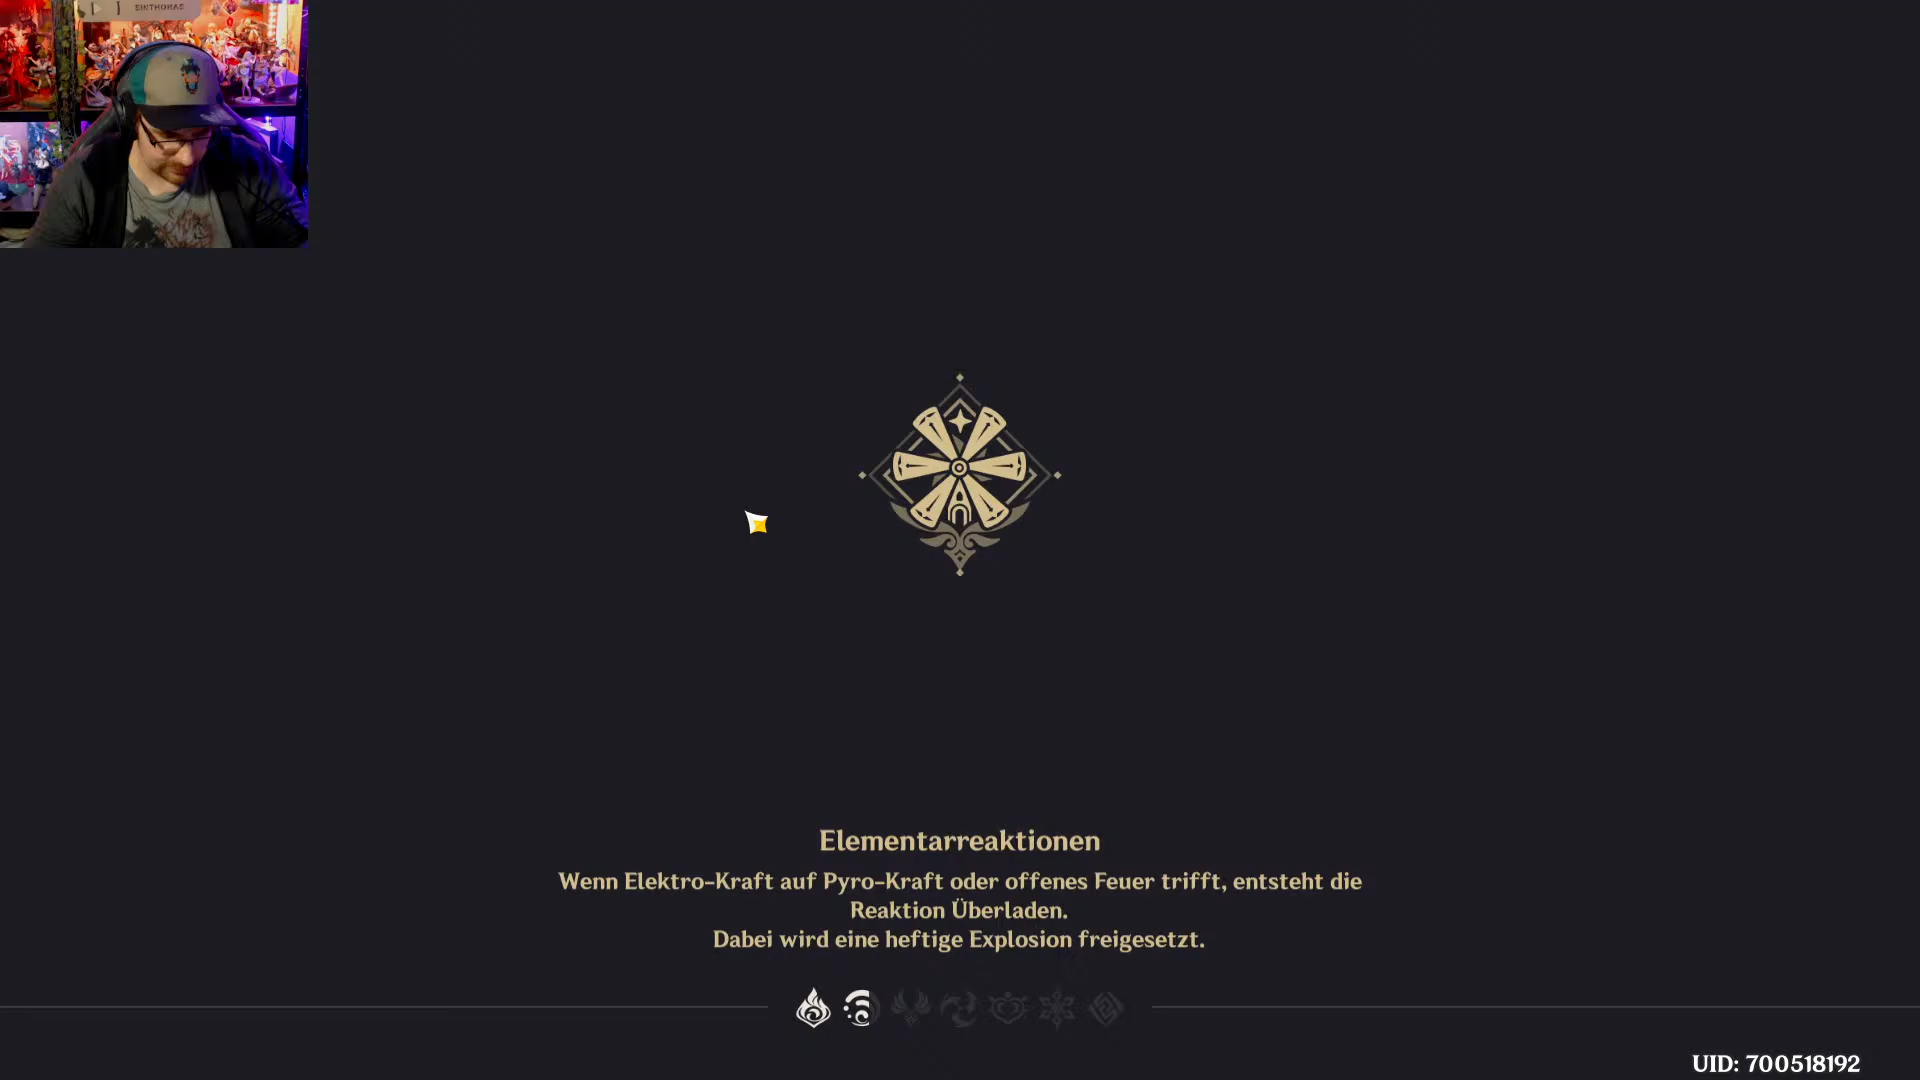 SINTHORAS
Elementarreaktionen
Wenn Elektro-Kraft auf Pyro-Kraft oder offenes Feuer trifft, entsteht die
Reaktion Überladen.
Dabei wird eine heftige Explosion freigesetzt.
UID: 700518192